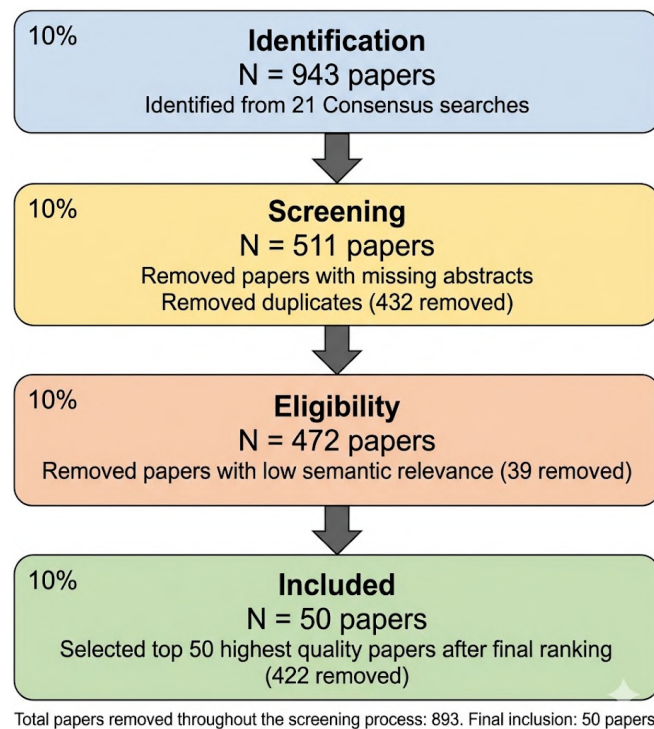 10%
Identification
N = 943 papers
Identified from 21 Consensus searches
10%
Screening
N = 511 papers
Removed papers with missing abstracts
Removed duplicates (432 removed)
10%
Eligibility
N = 472 papers
Removed papers with low semantic relevance (39 removed)
10%
Included
N = 50 papers
Selected top 50 highest quality papers after final ranking
(422 removed)
Total papers removed throughout the screening process: 893. Final inclusion: 50 papers